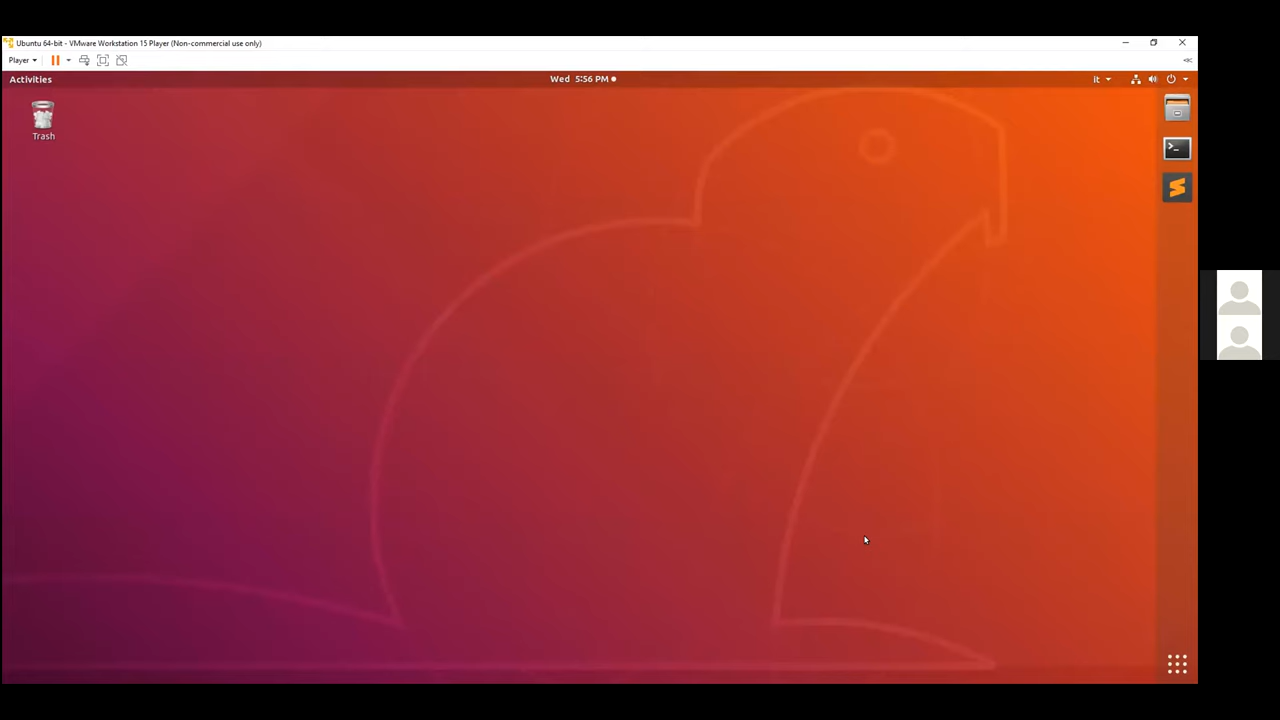 Ubuntu 64-bit - VMware Workstation 15 Player (Non-commercial use only)
Player
Activities
Wed 5:56 PM
it
Trash